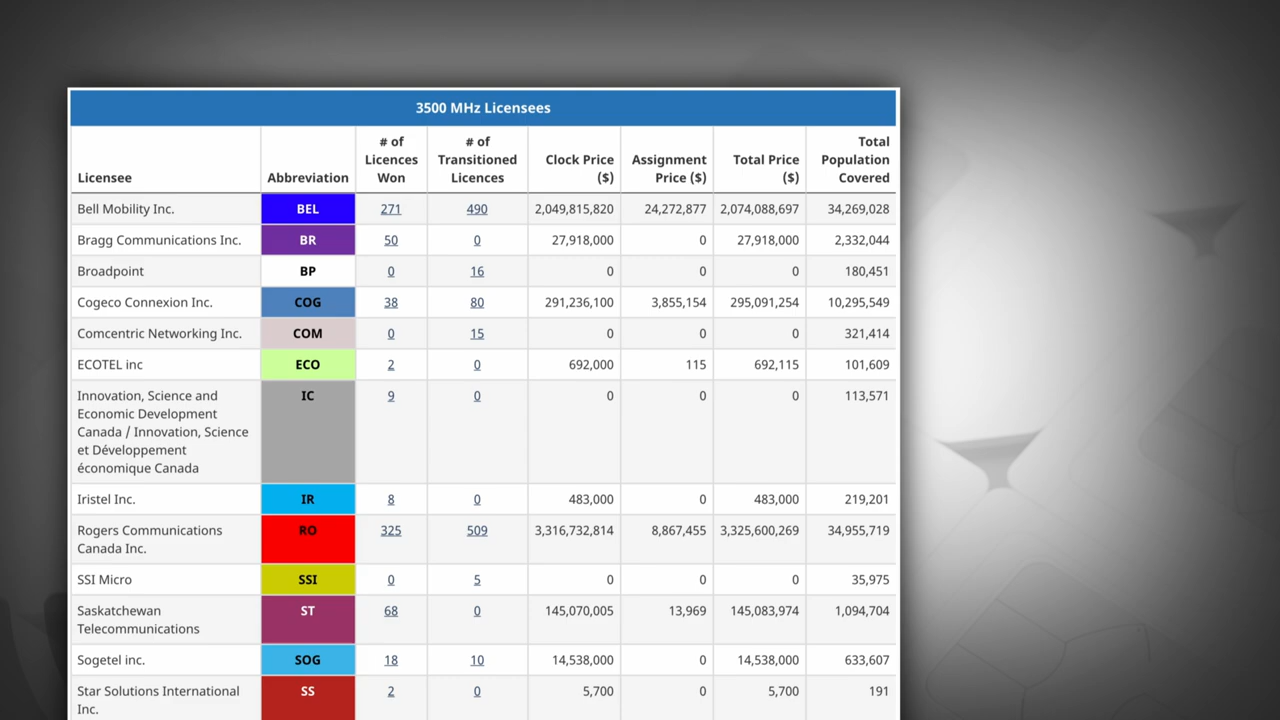 3500 MHz Licensees
Licensee Abbreviation # of Licences Won # of Transitioned Licences Clock Price ($) Assignment Price ($) Total Price ($) Total Population Covered
Bell Mobility Inc. BEL 271 490 2,049,815,820 24,272,877 2,074,088,697 34,269,028
Bragg Communications Inc. BR 50 0 27,918,000 0 27,918,000 2,332,044
Broadpoint BP 0 16 0 0 0 180,451
Cogeco Connexion Inc. COG 38 80 291,236,100 3,855,154 295,091,254 10,295,549
Comcentric Networking Inc. COM 0 15 0 0 0 321,414
ECOTEL inc ECO 2 0 692,000 115 692,115 101,609
Innovation, Science and IC 9 0 0 0 0 113,571
Economic Development
Canada / Innovation, Science
et Développement
économique Canada
Iristel Inc. IR 8 0 483,000 0 483,000 219,201
Rogers Communications RO 325 509 3,316,732,814 8,867,455 3,325,600,269 34,955,719
Canada Inc.
SSI Micro SSI 0 5 0 0 0 35,975
Saskatchewan ST 68 0 145,070,005 13,969 145,083,974 1,094,704
Telecommunications
Sogetel inc. SOG 18 10 14,538,000 0 14,538,000 633,607
Star Solutions International SS 2 0 5,700 0 5,700 191
Inc.